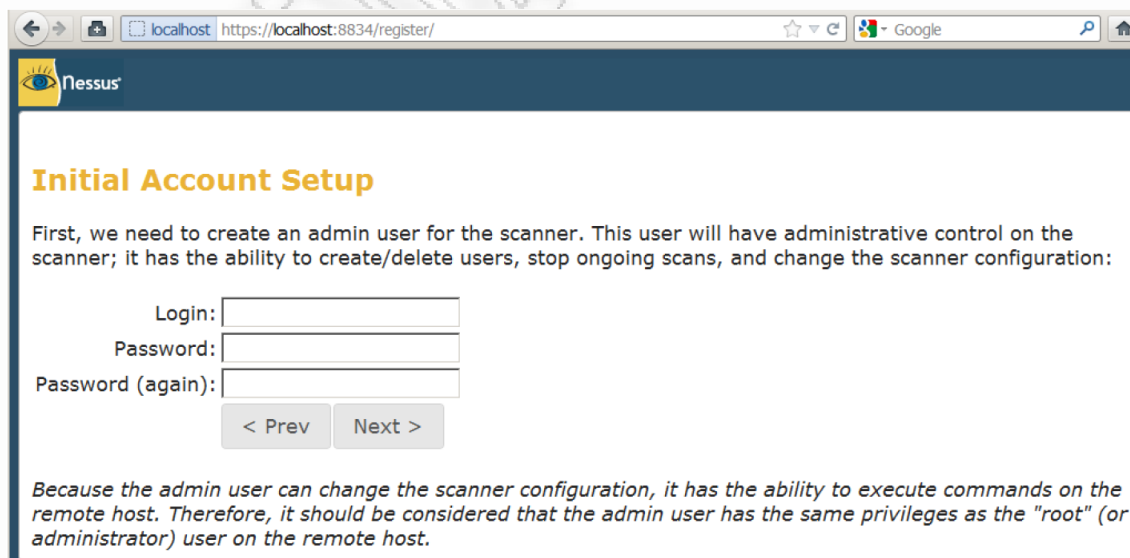 localhost https://localhost:8834/register/
Google
Nessus
Initial Account Setup
First, we need to create an admin user for the scanner. This user will have administrative control on the
scanner; it has the ability to create/delete users, stop ongoing scans, and change the scanner configuration:
Login:
Password:
Password (again):
< Prev Next >
Because the admin user can change the scanner configuration, it has the ability to execute commands on the
remote host. Therefore, it should be considered that the admin user has the same privileges as the "root" (or
administrator) user on the remote host.